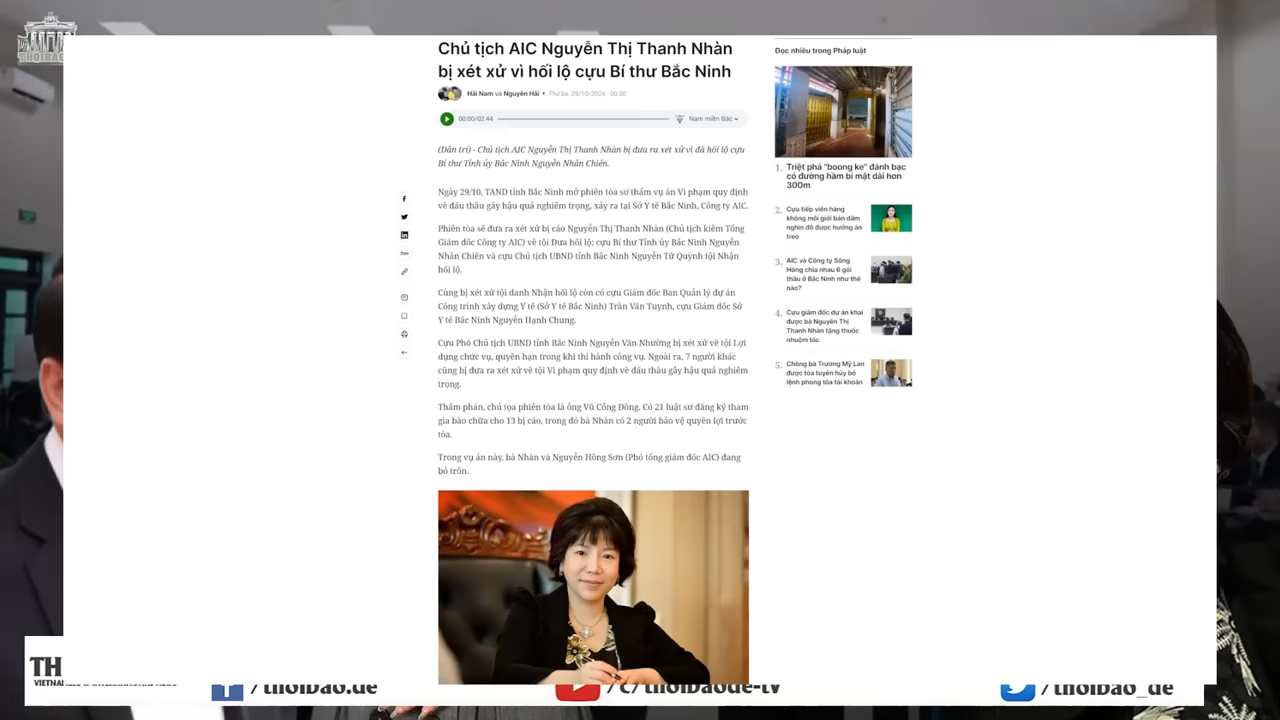 Chủ tịch AIC Nguyễn Thị Thanh Nhàn
bị xét xử vì hối lộ cựu Bí thư Bắc Ninh
Hải Nam và Nguyễn Hải • Thứ ba, 29/10/2024 - 00:00
00:00/02:44
Nam miền Bắc
(Dân trí) - Chủ tịch AIC Nguyễn Thị Thanh Nhàn bị đưa ra xét xử vì đã hối lộ cựu
Bí thư Tỉnh ủy Bắc Ninh Nguyễn Nhân Chiến.
Ngày 29/10, TAND tỉnh Bắc Ninh mở phiên tòa sơ thẩm vụ án Vi phạm quy định
về đấu thầu gây hậu quả nghiêm trọng, xảy ra tại Sở Y tế Bắc Ninh, Công ty AIC.
Phiên tòa sẽ đưa ra xét xử bị cáo Nguyễn Thị Thanh Nhàn (Chủ tịch kiêm Tổng
Giám đốc Công ty AIC) về tội Đưa hối lộ; cựu Bí thư Tỉnh ủy Bắc Ninh Nguyễn
Nhân Chiến và cựu Chủ tịch UBND tỉnh Bắc Ninh Nguyễn Tử Quỳnh tội Nhận
hối lộ.
Cùng bị xét xử tội danh Nhận hối lộ còn có cựu Giám đốc Ban Quản lý dự án
Công trình xây dựng Y tế (Sở Y tế Bắc Ninh) Trần Văn Tuynh, cựu Giám đốc Sở
Y tế Bắc Ninh Nguyễn Hạnh Chung.
Cựu Phó Chủ tịch UBND tỉnh Bắc Ninh Nguyễn Văn Nhường bị xét xử về tội Lợi
dụng chức vụ, quyền hạn trong khi thi hành công vụ. Ngoài ra, 7 người khác
cũng bị đưa ra xét xử về tội Vi phạm quy định về đấu thầu gây hậu quả nghiêm
trọng.
Thẩm phán, chủ tọa phiên tòa là ông Vũ Công Đồng. Có 21 luật sư đăng ký tham
gia bào chữa cho 13 bị cáo, trong đó bà Nhàn có 2 người bảo vệ quyền lợi trước
tòa.
Trong vụ án này, bà Nhàn và Nguyễn Hồng Sơn (Phó tổng giám đốc AIC) đang
bỏ trốn.
Đọc nhiều trong Pháp luật
1. Triệt phá "boong ke" đánh bạc
có đường hầm bí mật dài hơn
300m
2. Cựu tiếp viên hàng
không môi giới bán dâm
nghìn đô được hưởng án
treo
3. AIC và Công ty Sông
Hồng chia nhau 6 gói
thầu ở Bắc Ninh như thế
nào?
4. Cựu giám đốc dự án khai
được bà Nguyễn Thị
Thanh Nhàn tặng thuốc
nhuộm tóc
5. Chồng bà Trương Mỹ Lan
được tòa tuyên hủy bỏ
lệnh phong tỏa tài khoản
TH
/thoibao.de
/c/thoibaode-tv
/thoibao_de